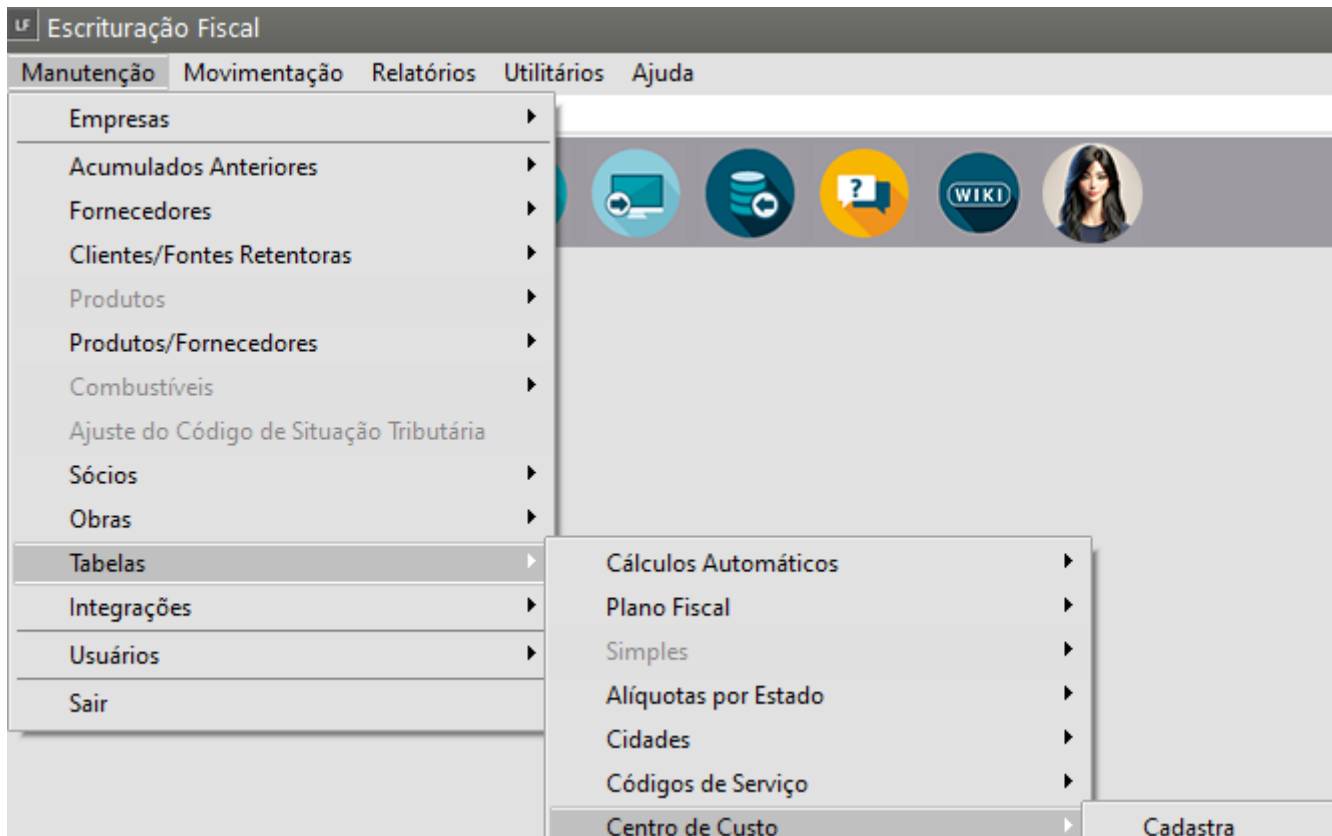 LF Escrituração Fiscal
Manutenção Movimentação Relatórios Utilitários Ajuda
Empresas
Acumulados Anteriores
Fornecedores
Clientes/Fontes Retentoras
Produtos
Produtos/Fornecedores
Combustíveis
Ajuste do Código de Situação Tributária
Sócios
Obras
Tabelas
Integrações
Usuários
Sair
?
WIKI
Cálculos Automáticos
Plano Fiscal
Simples
Alíquotas por Estado
Cidades
Códigos de Serviço
Centro de Custo
Cadastra